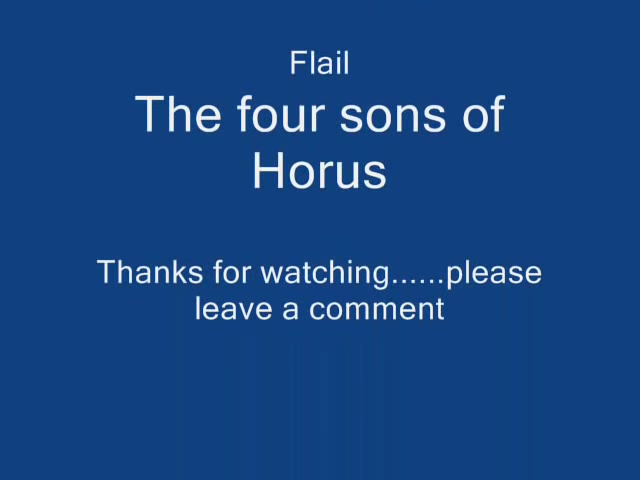 Flail
The four sons of
Horus
Thanks for watching......please
leave a comment